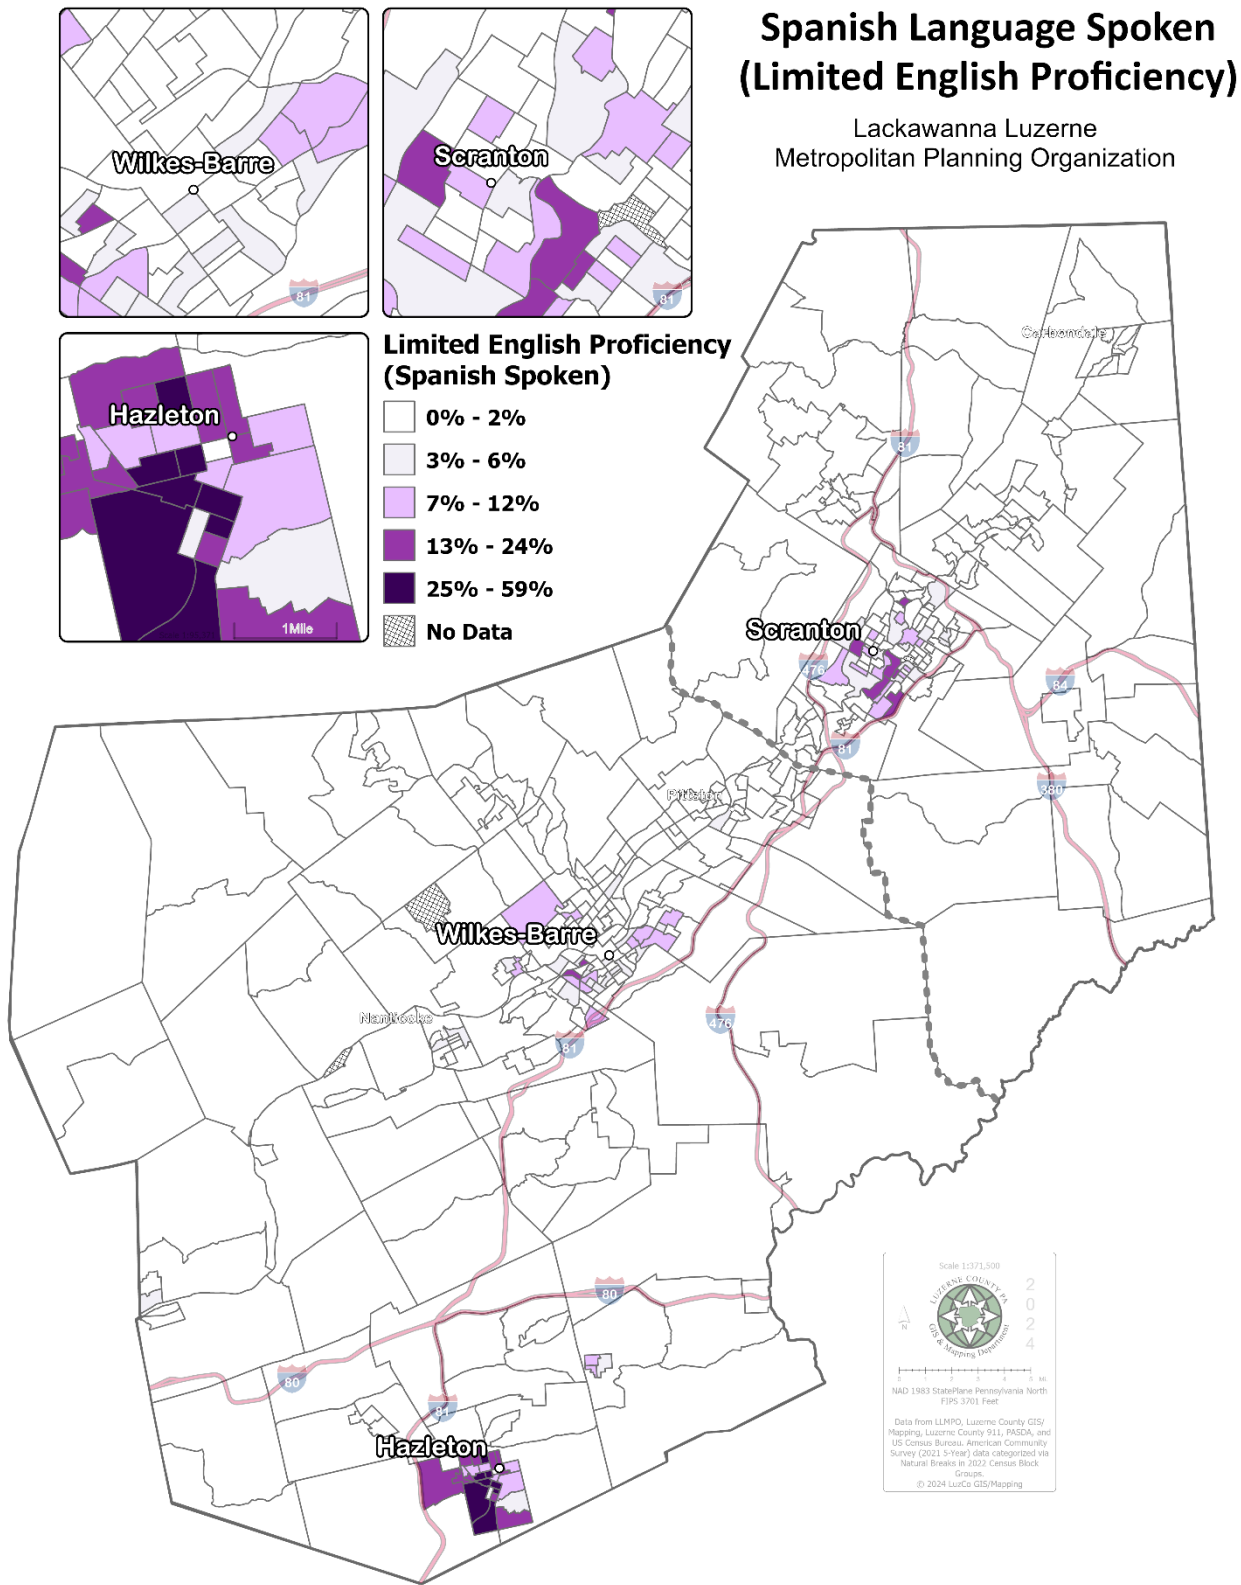 Spanish Language Spoken
(Limited English Proficiency)
Lackawanna Luzerne
Metropolitan Planning Organization
Wilkes-Barre
81
Scranton
81
Hazleton
1Mile
Limited English Proficiency
(Spanish Spoken)
0% - 2%
3% - 6%
7% - 12%
13% - 24%
25% - 59%
No Data
Carbondale
81
Scranton
476
84
81
380
Pittston
Wilkes-Barre
Nanticoke
476
81
80
80
81
Hazleton
Scale 1:371,500
LUZERNE COUNTY PA
GIS & Mapping Department
2024
N
0 1 2 3 4 5 Mi
NAD 1983 StatePlane Pennsylvania North
FIPS 3701 Feet
Data from LLMPO, Luzerne County GIS/
Mapping, Luzerne County 911, PASDA, and
US Census Bureau. American Community
Survey (2021 5-Year) data categorized via
Natural Breaks in 2022 Census Block
Groups.
© 2024 LuzCo GIS/Mapping